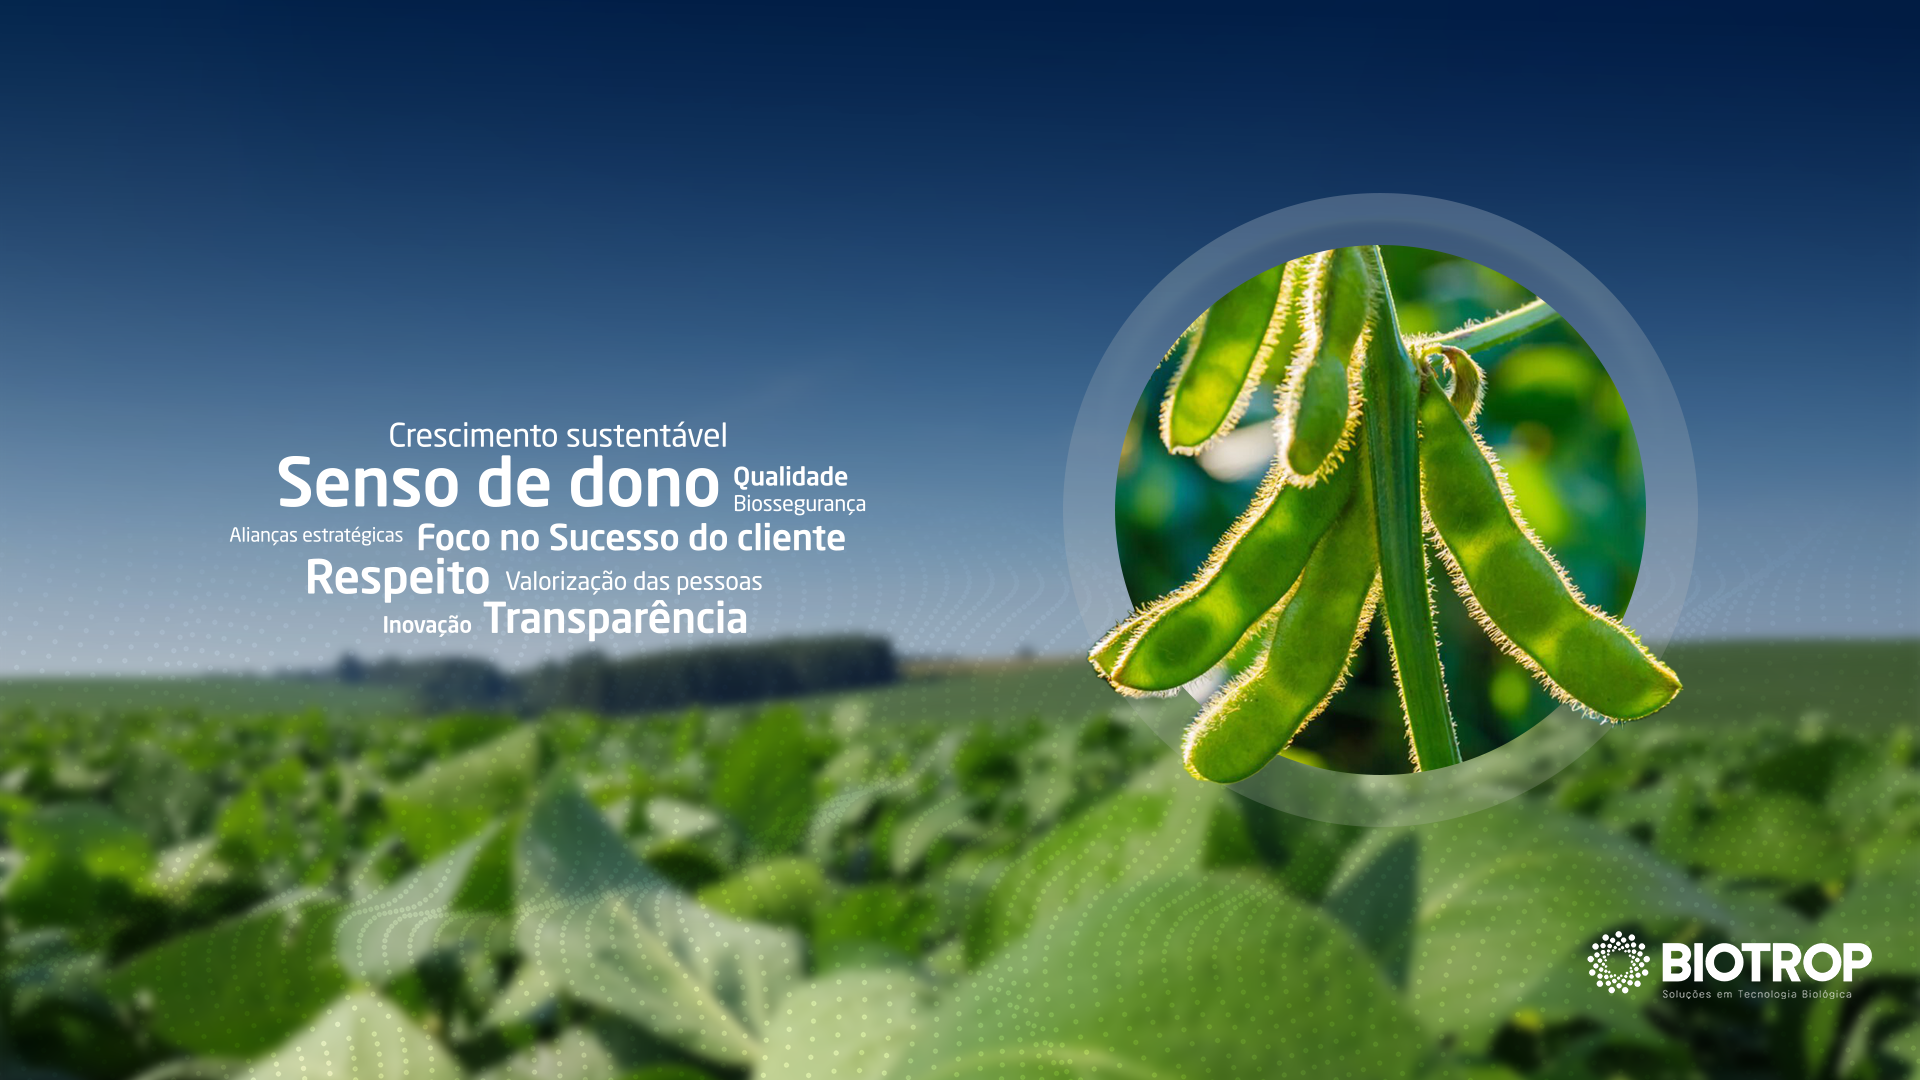 Crescimento sustentável
Senso de dono Qualidade
Biossegurança
Alianças estratégicas Foco no Sucesso do cliente
Respeito Valorização das pessoas
Inovação Transparência
BIOTROP
Soluções em Tecnologia Biológica